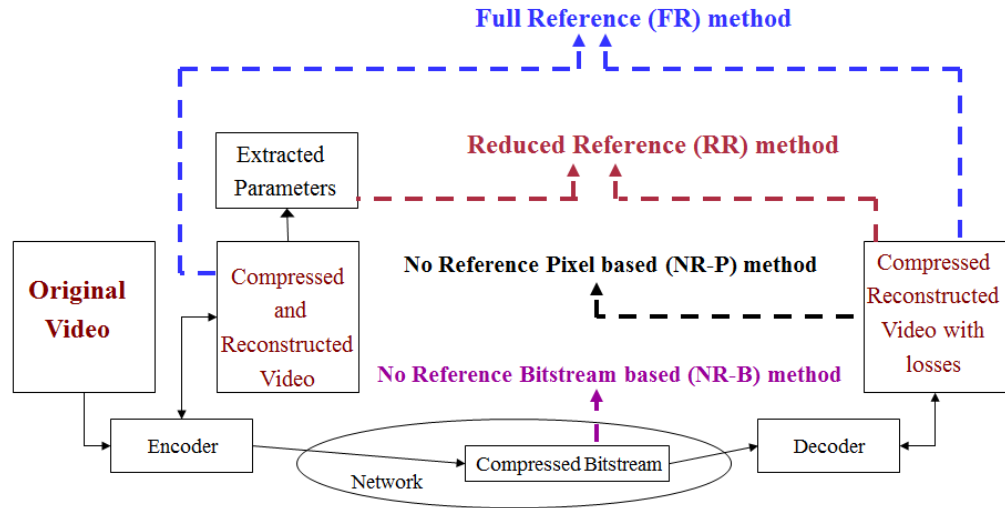 Full Reference (FR) method
Extracted
Parameters
Reduced Reference (RR) method
Original
Video
Compressed
and
Reconstructed
Video
No Reference Pixel based (NR-P) method
Compressed
Reconstructed
Video with
losses
No Reference Bitstream based (NR-B) method
Encoder
Network
Compressed Bitstream
Decoder